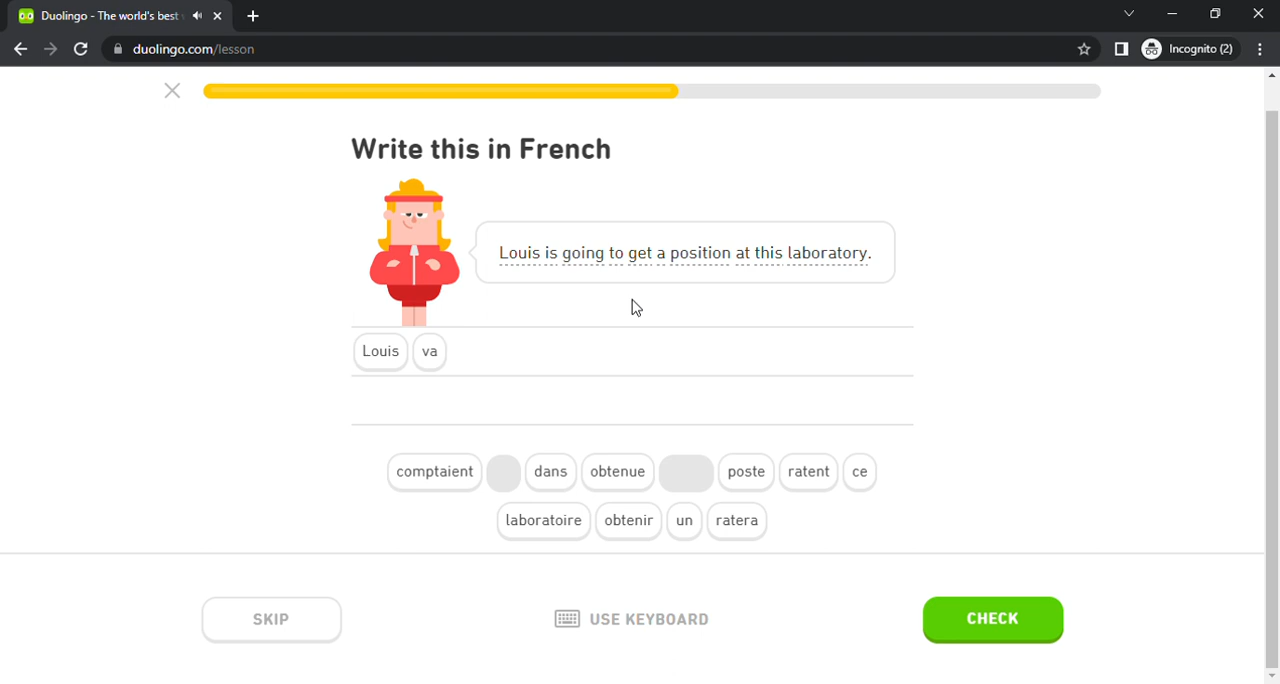 Duolingo - The world's best
duolingo.com/lesson
Incognito (2)
Write this in French
Louis is going to get a position at this laboratory.
Louis va
comptaient dans obtenue poste ratent ce
laboratoire obtenir un ratera
SKIP USE KEYBOARD CHECK